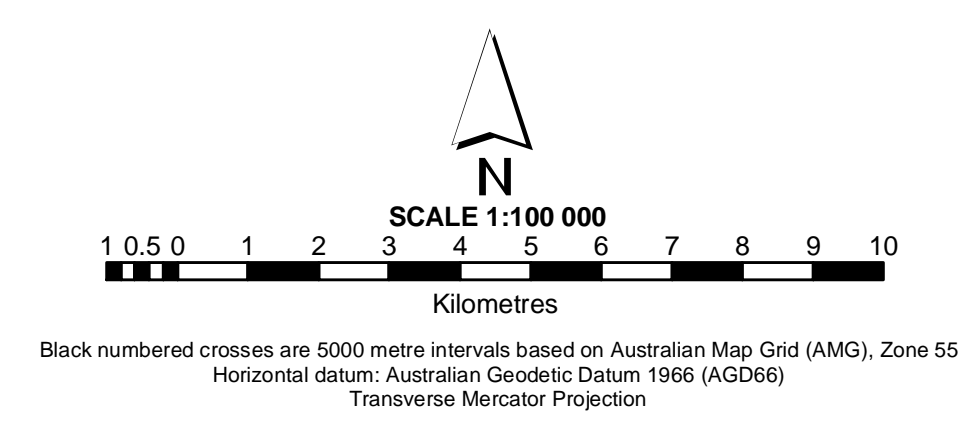 N
SCALE 1:100 000
1 0.5 0 1 2 3 4 5 6 7 8 9 10
Kilometres
Black numbered crosses are 5000 metre intervals based on Australian Map Grid (AMG), Zone 55
Horizontal datum: Australian Geodetic Datum 1966 (AGD66)
Transverse Mercator Projection